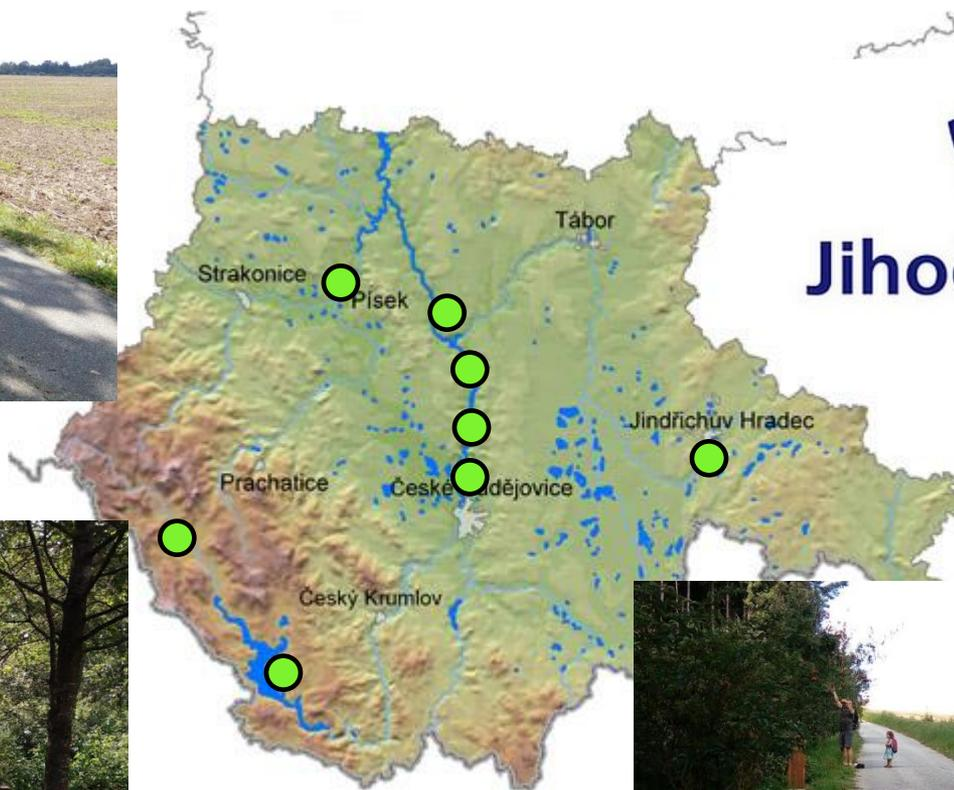 Tábor
Jiho
Strakonice
Písek
Jindřichův Hradec
Prachatice
České Budějovice
Český Krumlov